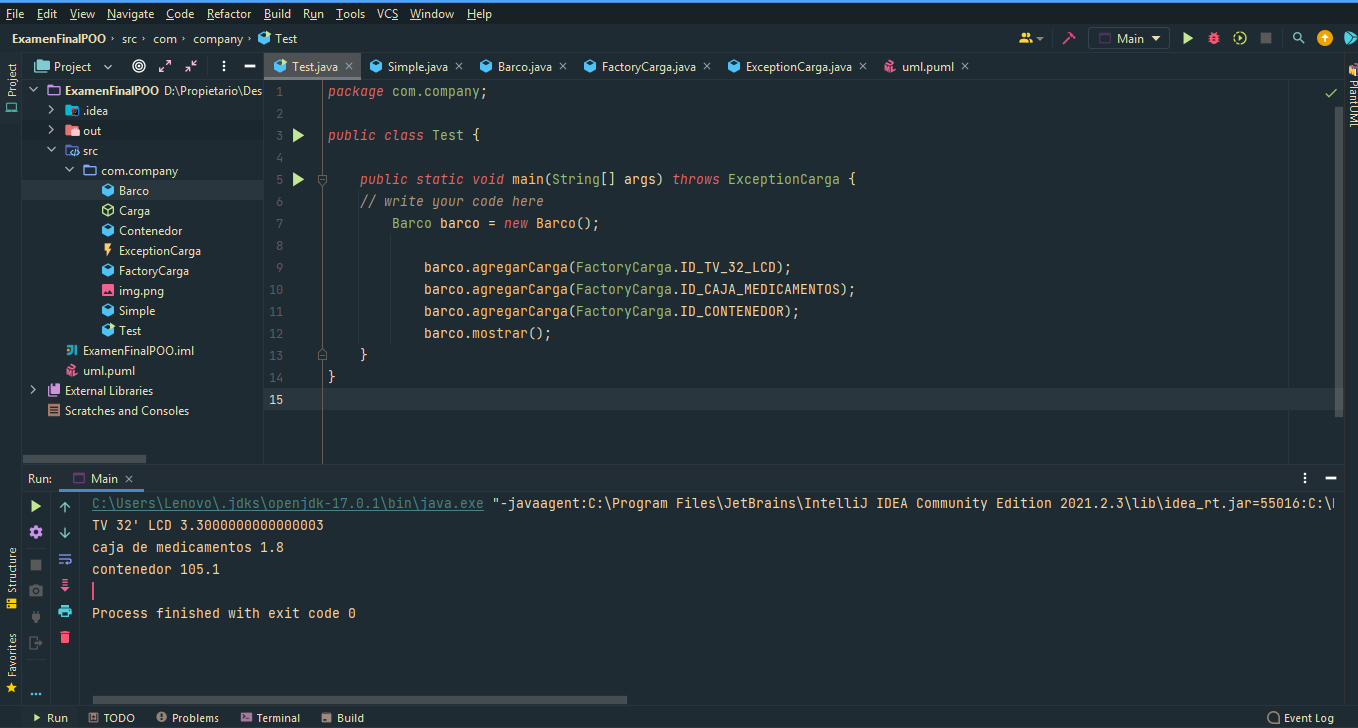 File Edit View Navigate Code Refactor Build Run Tools VCS Window Help
ExamenFinalPOO src com company Test
Main
Project
Test.java Simple.java Barco.java FactoryCarga.java ExceptionCarga.java uml.puml
Project
ExamenFinalPOO D:\Propietario\Des
.idea
out
src
com.company
Barco
Carga
Contenedor
ExceptionCarga
FactoryCarga
img.png
Simple
Test
ExamenFinalPOO.iml
uml.puml
External Libraries
Scratches and Consoles
1 package com.company;
2
3 public class Test {
4
5 public static void main(String[] args) throws ExceptionCarga {
6 // write your code here
7 Barco barco = new Barco();
8
9 barco.agregarCarga(FactoryCarga.ID_TV_32_LCD);
10 barco.agregarCarga(FactoryCarga.ID_CAJA_MEDICAMENTOS);
11 barco.agregarCarga(FactoryCarga.ID_CONTENEDOR);
12 barco.mostrar();
13 }
14 }
15
PlantUML
Run: Main
C:\Users\Lenovo\.jdks\openjdk-17.0.1\bin\java.exe "-javaagent:C:\Program Files\JetBrains\IntelliJ IDEA Community Edition 2021.2.3\lib\idea_rt.jar=55016:C:\
TV 32' LCD 3.3000000000000003
caja de medicamentos 1.8
contenedor 105.1
Process finished with exit code 0
Structure
Favorites
Run TODO Problems Terminal Build Event Log